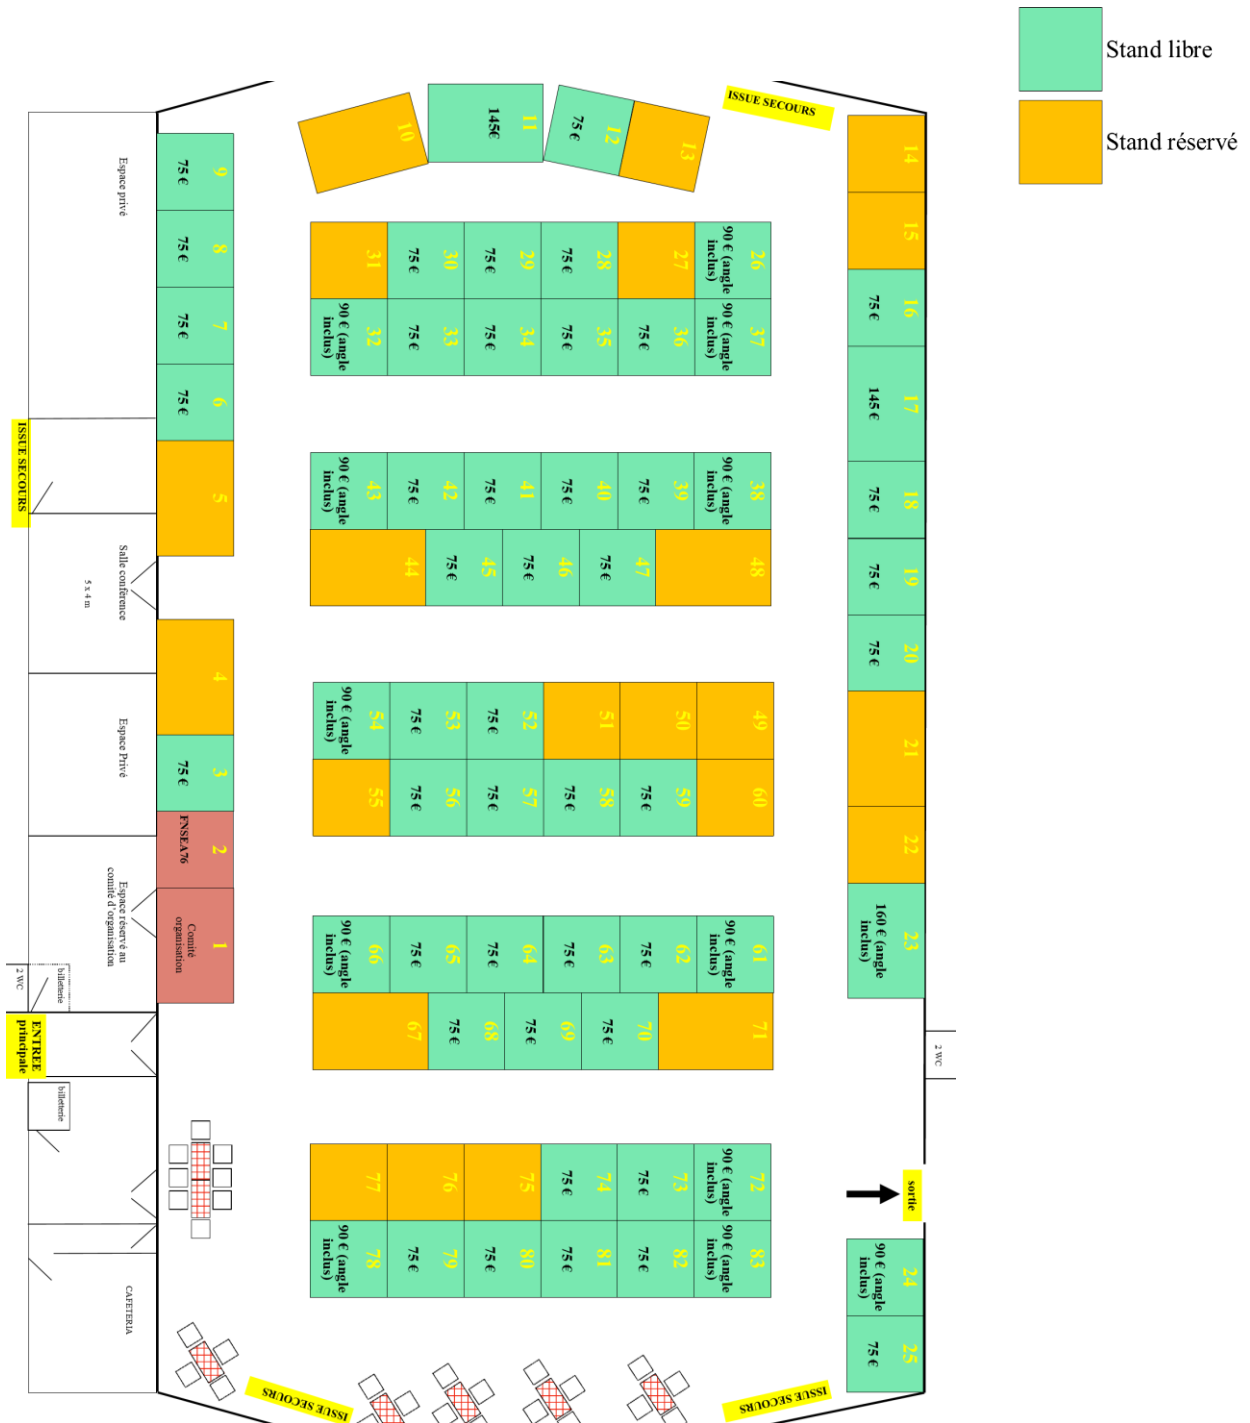 Stand libre
Stand réservé
ISSUE SECOURS
10
11
145€
12
75 €
13
14
15
16
75 €
17
145 €
18
75 €
19
75 €
20
75 €
21
22
23
160 € (angle
inclus)
2 WC
sortie
24
90 € (angle
inclus)
25
75 €
Espace privé
9
75 €
8
75 €
7
75 €
6
75 €
5
ISSUE SECOURS
Salle conférence
5 x 4 m
4
3
75 €
Espace Privé
2
FNSEA76
1
Comité
organisation
Espace réservé au
comité d'organisation
billetterie
2 WC
ENTREE
principale
billetterie
CAFETERIA
31
30
75 €
29
75 €
28
75 €
27
26
90 € (angle
inclus)
32
90 € (angle
inclus)
33
75 €
34
75 €
35
75 €
36
75 €
37
90 € (angle
inclus)
43
90 € (angle
inclus)
42
75 €
41
75 €
40
75 €
39
75 €
38
90 € (angle
inclus)
44
45
75 €
46
75 €
47
75 €
48
54
90 € (angle
inclus)
53
75 €
52
75 €
51
50
49
55
56
75 €
57
75 €
58
75 €
59
75 €
60
66
90 € (angle
inclus)
65
75 €
64
75 €
63
75 €
62
75 €
61
90 € (angle
inclus)
67
68
75 €
69
75 €
70
75 €
71
77
76
75
74
75 €
73
75 €
72
90 € (angle
inclus)
78
90 € (angle
inclus)
79
75 €
80
75 €
81
75 €
82
75 €
83
90 € (angle
inclus)
ISSUE SECOURS
ISSUE SECOURS